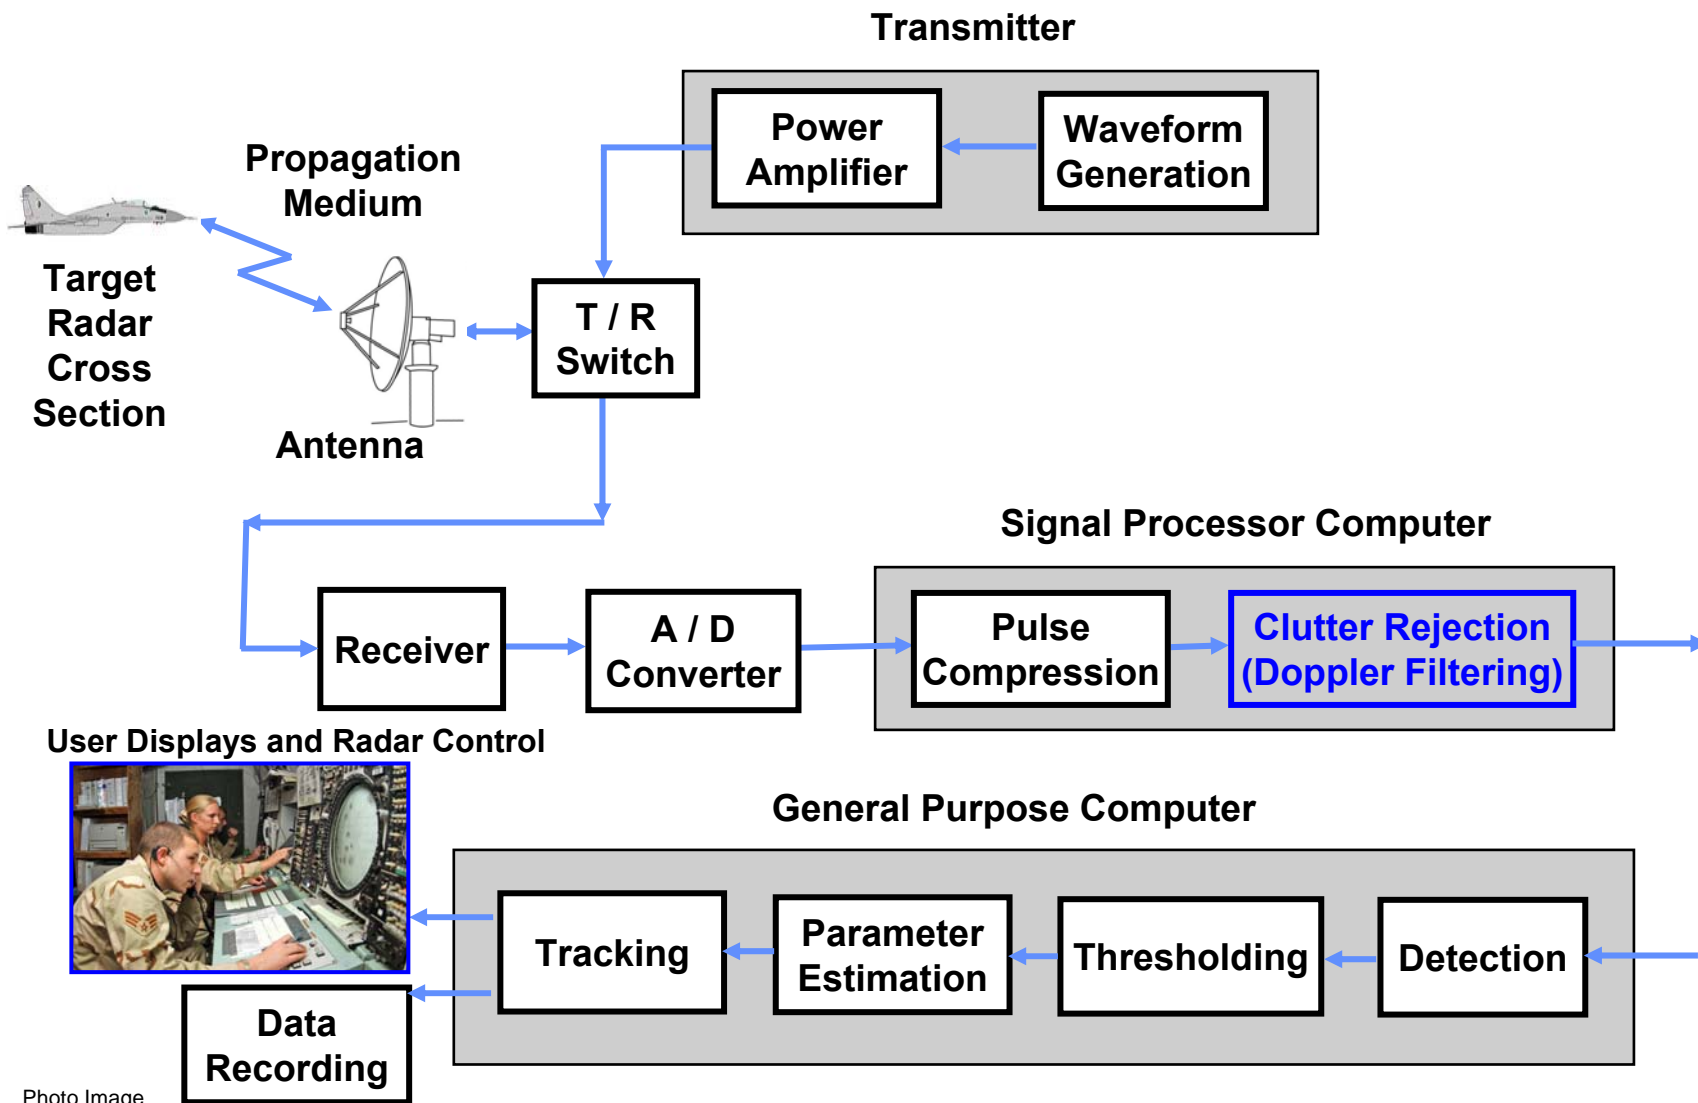 Transmitter
Power
Amplifier
Waveform
Generation
Propagation
Medium
Target
Radar
Cross
Section
Antenna
T / R
Switch
Signal Processor Computer
Receiver
A / D
Converter
Pulse
Compression
Clutter Rejection
(Doppler Filtering)
User Displays and Radar Control
General Purpose Computer
Tracking
Parameter
Estimation
Thresholding
Detection
Data
Recording
Photo Image